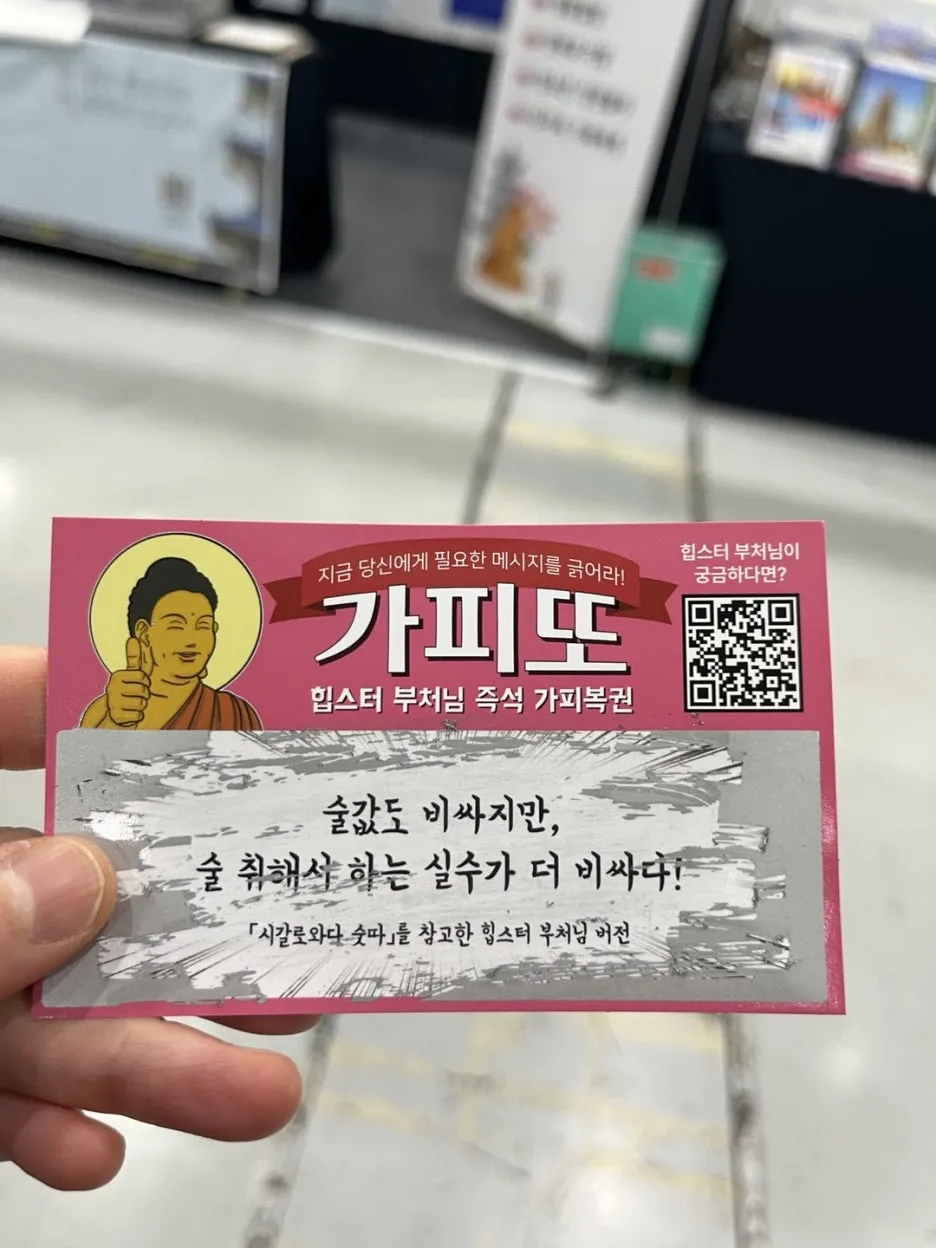 지금 당신에게 필요한 메시지를 긁어라!
가피또
힙스터 부처님 즉석 가피복권
힙스터 부처님이
궁금하다면?
술값도 비싸지만,
술 취해서 하는 실수가 더 비싸다!
「시갈로와다 숫따」를 참고한 힙스터 부처님 버전